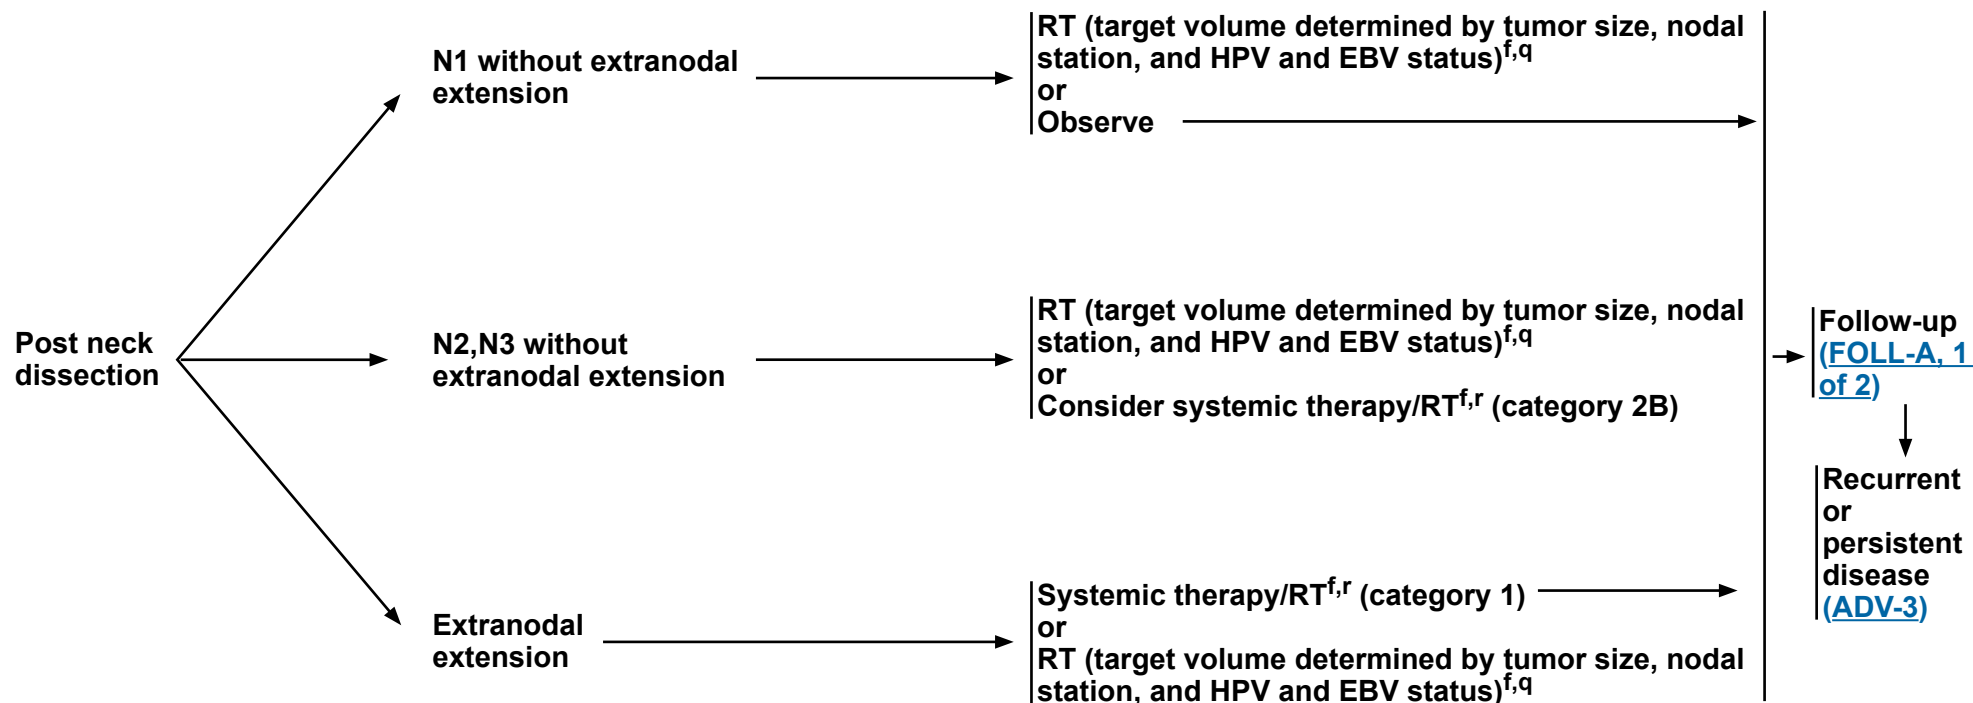 Post neck
dissection
N1 without extranodal
extension
RT (target volume determined by tumor size, nodal
station, and HPV and EBV status)f,q
or
Observe
N2,N3 without
extranodal extension
RT (target volume determined by tumor size, nodal
station, and HPV and EBV status)f,q
or
Consider systemic therapy/RTf,r (category 2B)
Extranodal
extension
Systemic therapy/RTf,r (category 1)
or
RT (target volume determined by tumor size, nodal
station, and HPV and EBV status)f,q
Follow-up
(FOLL-A, 1
of 2)
Recurrent
or
persistent
disease
(ADV-3)